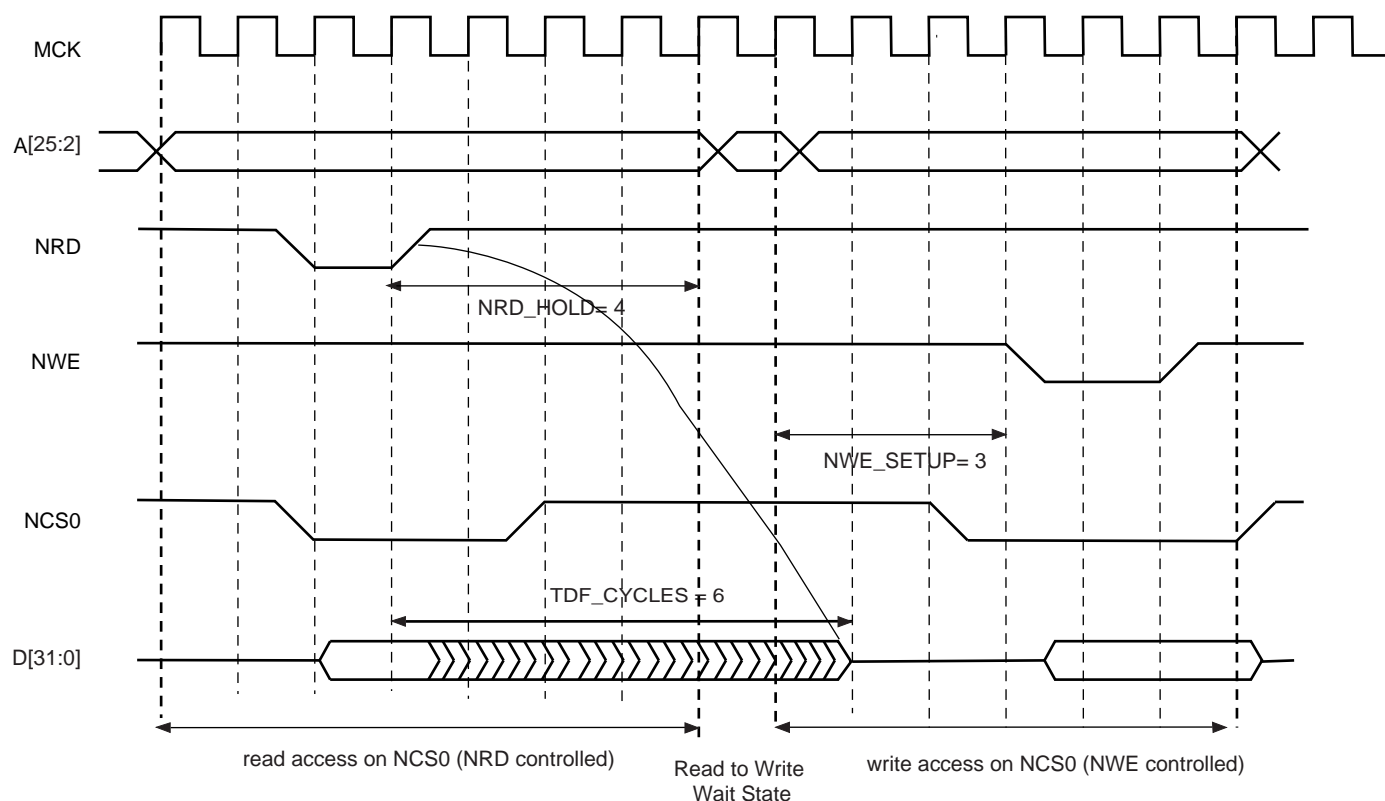 MCK
A[25:2]
NRD
NRD_HOLD= 4
NWE
NWE_SETUP= 3
NCS0
TDF_CYCLES = 6
D[31:0]
read access on NCS0 (NRD controlled)
Read to Write
Wait State
write access on NCS0 (NWE controlled)